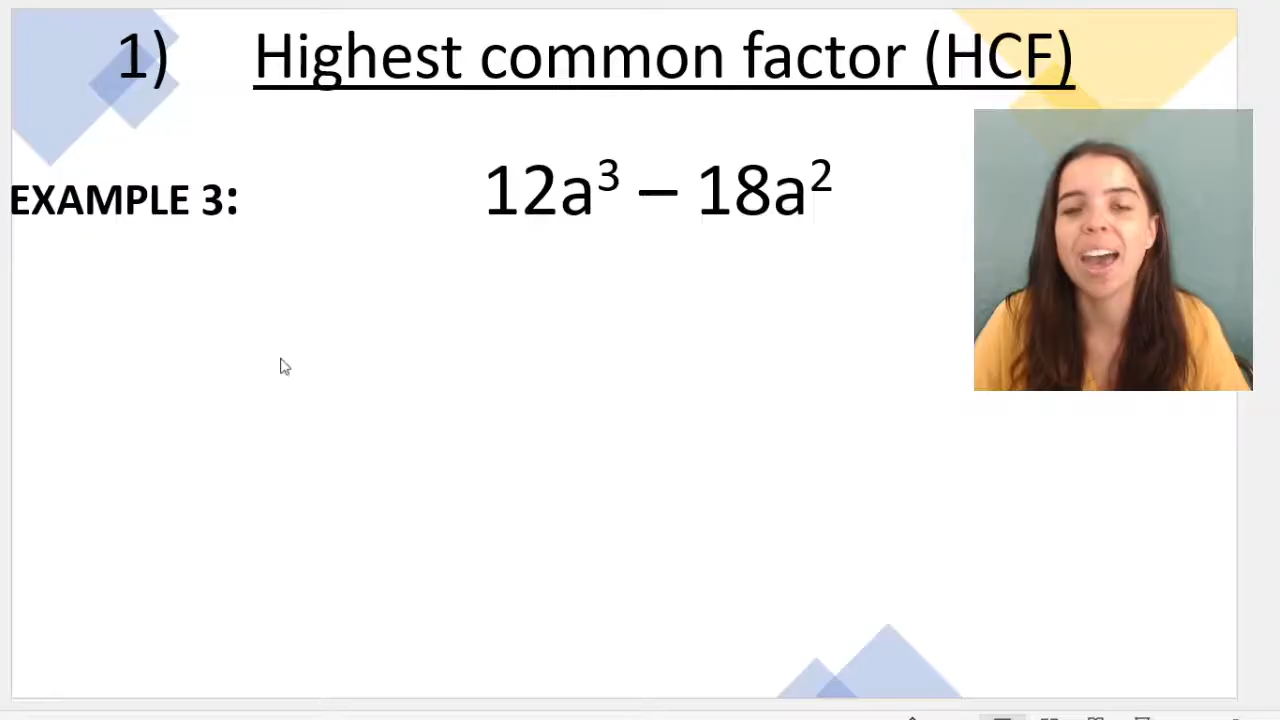 1) Highest common factor (HCF)
EXAMPLE 3: 12a³ – 18a²